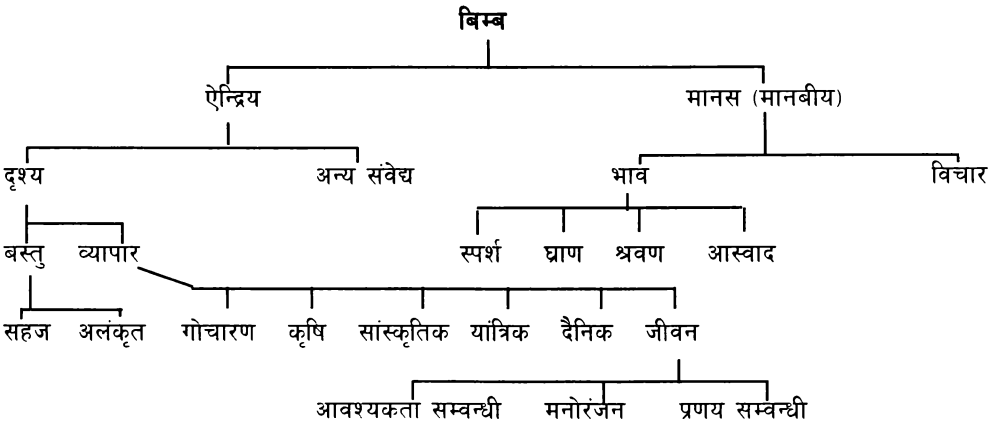 बिम्ब
ऐन्द्रिय मानस (मानबीय)
दृश्य अन्य संवेद्य भाव विचार
बस्तु व्यापार स्पर्श घ्राण श्रवण आस्वाद
सहज अलंकृत गोचारण कृषि सांस्कृतिक यांत्रिक दैनिक जीवन
आवश्यकता सम्वन्धी मनोरंजन प्रणय सम्वन्धी